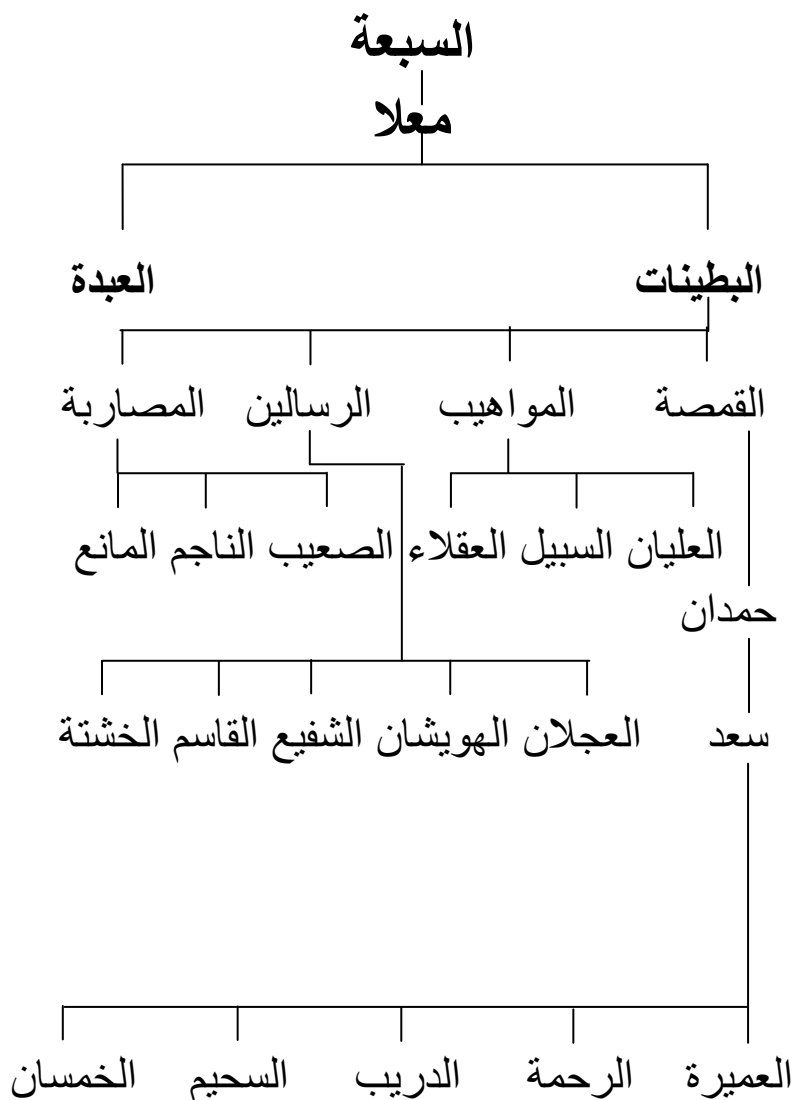 السبعة
معلا
البطينات العبدة
القمصة المواهيب الرسالين المصاربة
العليان السبيل العقلاء الصعيب الناجم المانع
حمدان
سعد العجلان الهويشان الشفيع القاسم الخشتة
العميرة الرحمة الدريب السحيم الخمسان